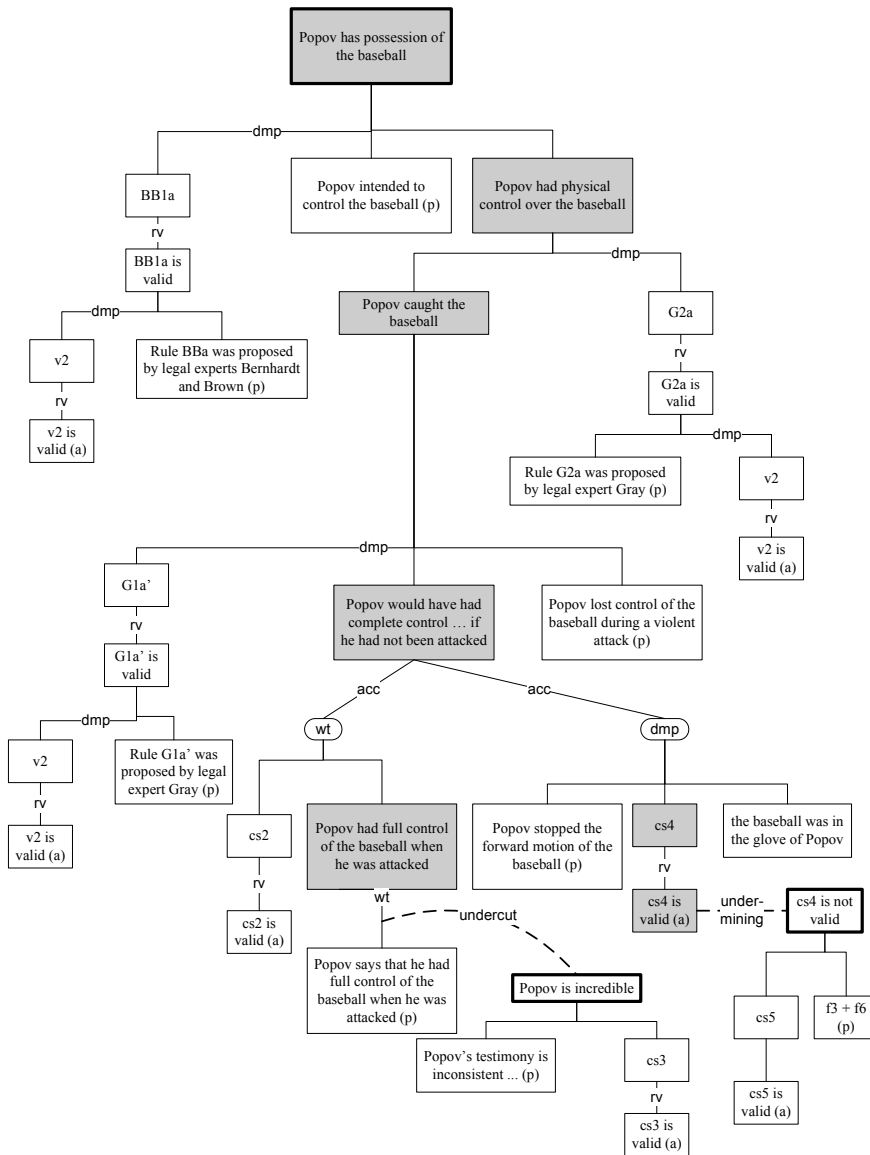 Popov has possession of
the baseball
dmp
BB1a
Popov intended to
control the baseball (p)
Popov had physical
control over the baseball
rv
BB1a is
valid
dmp
dmp
Popov caught the
baseball
G2a
v2
Rule BBa was proposed
by legal experts Bernhardt
and Brown (p)
rv
rv
G2a is
valid
v2 is
valid (a)
dmp
Rule G2a was proposed
by legal expert Gray (p)
v2
rv
v2 is
valid (a)
dmp
G1a’
Popov would have had
complete control … if
he had not been attacked
Popov lost control of the
baseball during a violent
attack (p)
rv
G1a’ is
valid
acc
acc
dmp
wt
dmp
v2
Rule G1a’ was
proposed by legal
expert Gray (p)
rv
v2 is
valid (a)
cs2
Popov had full control
of the baseball when
he was attacked
Popov stopped the
forward motion of the
baseball (p)
cs4
the baseball was in
the glove of Popov
rv
rv
wt
cs2 is
valid (a)
undercut
cs4 is
valid (a)
under-
mining
cs4 is not
valid
Popov says that he had
full control of the
baseball when he was
attacked (p)
Popov is incredible
cs5
f3 + f6
(p)
Popov’s testimony is
inconsistent ... (p)
cs3
rv
cs5 is
valid (a)
cs3 is
valid (a)